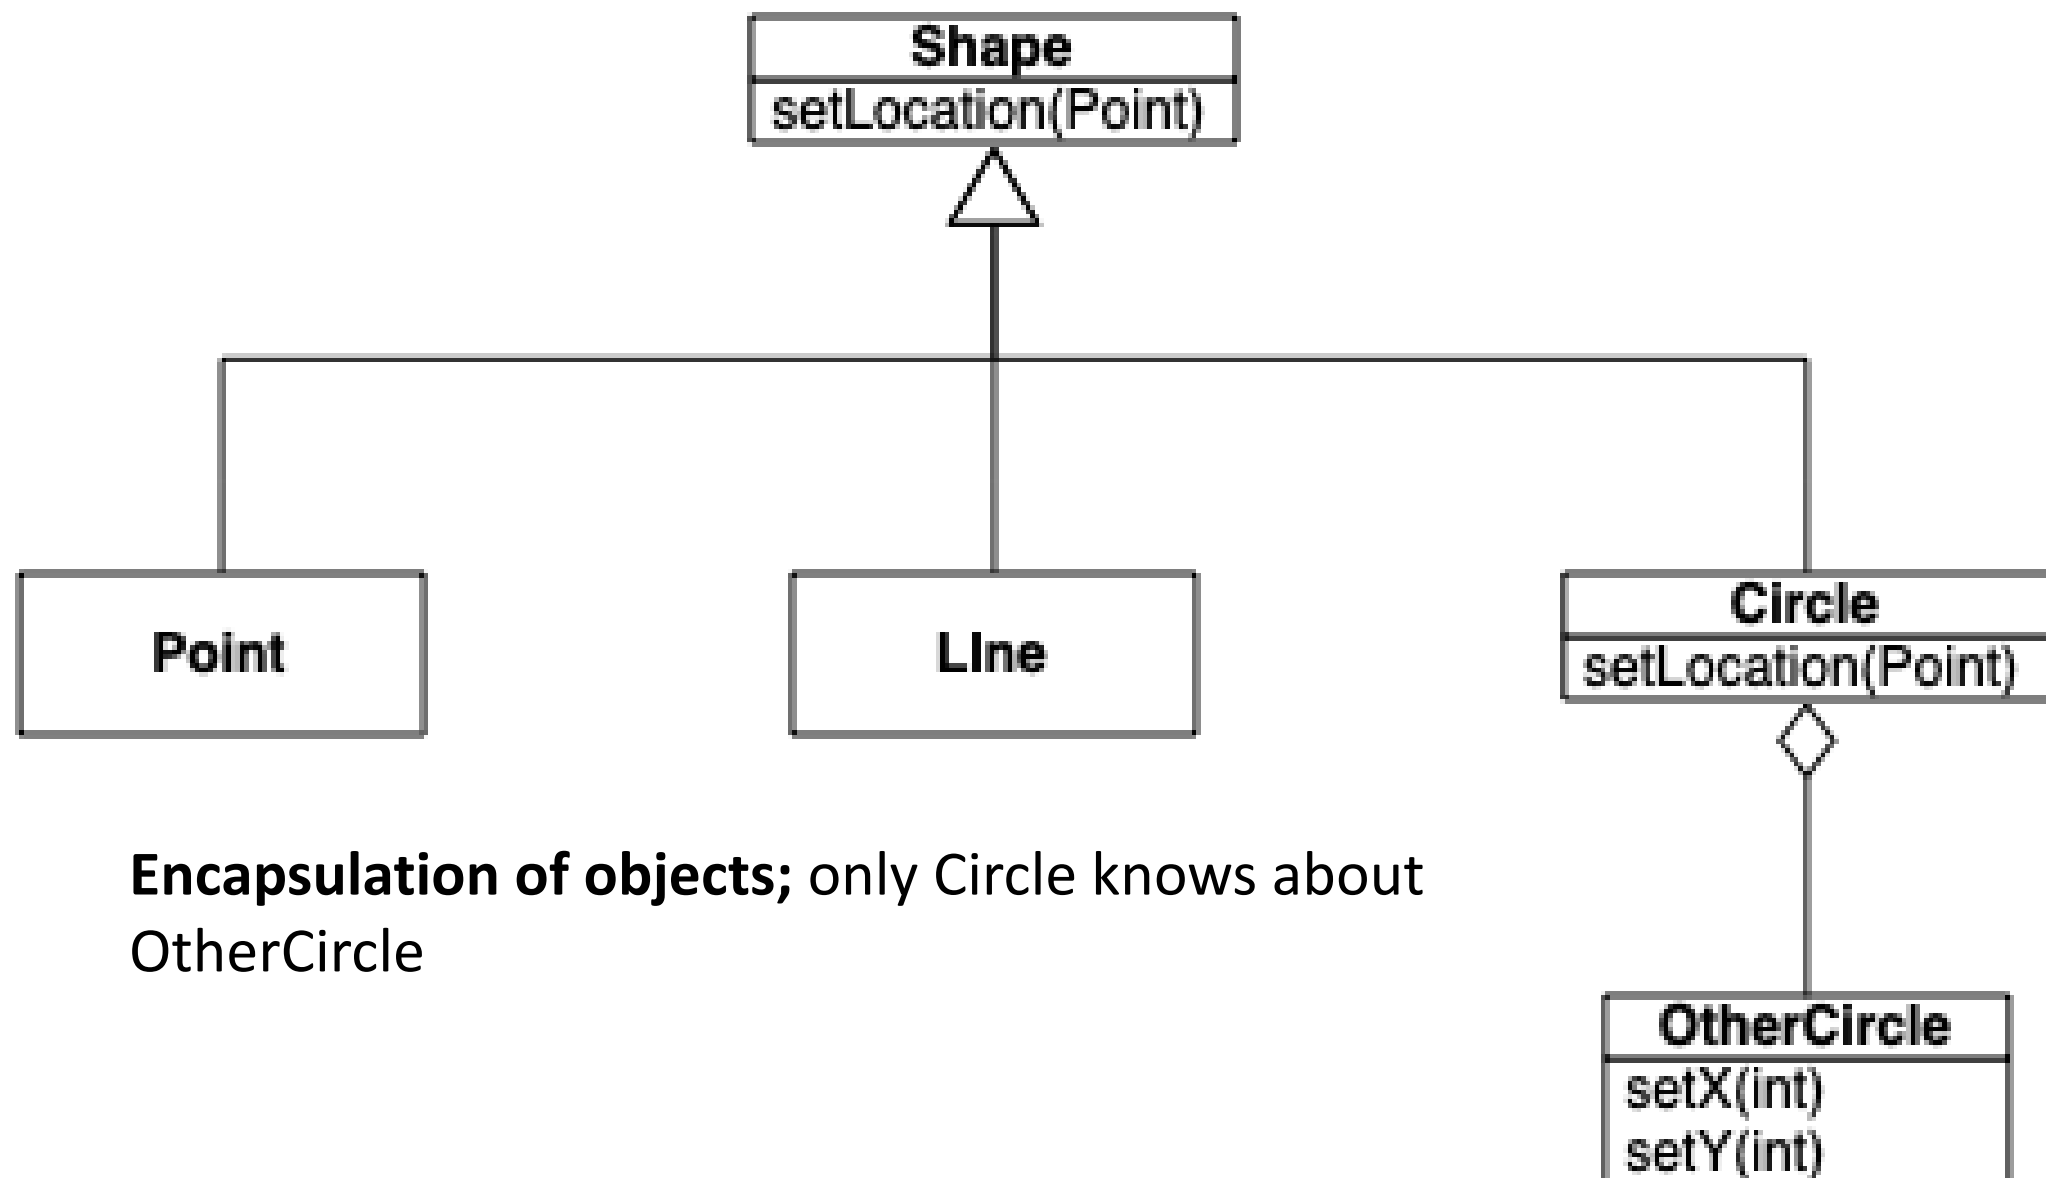 Shape
setLocation(Point)
Point
LIne
Circle
setLocation(Point)
Encapsulation of objects; only Circle knows about
OtherCircle
OtherCircle
setX(int)
setY(int)